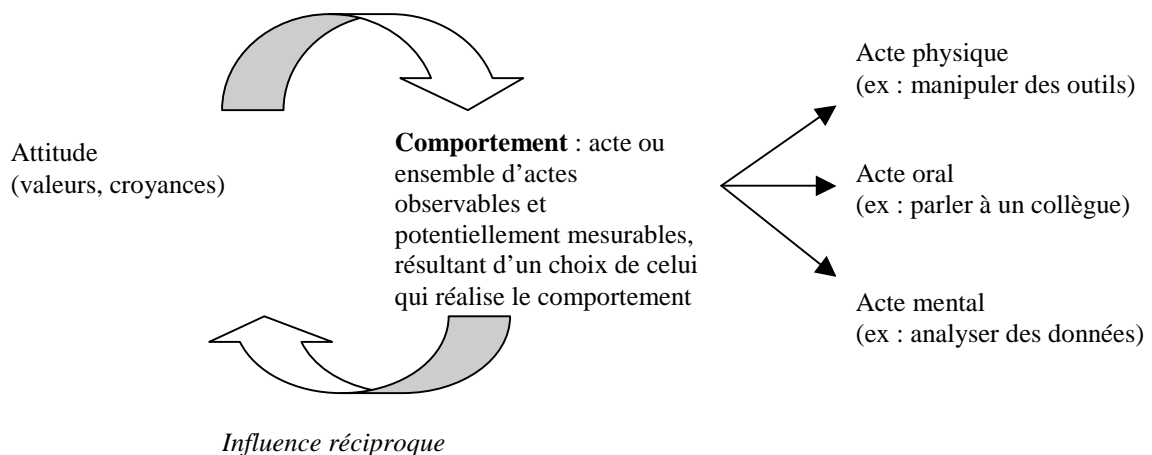 Attitude
(valeurs, croyances)
Comportement : acte ou
ensemble d’actes
observables et
potentiellement mesurables,
résultant d’un choix de celui
qui réalise le comportement
Acte physique
(ex : manipuler des outils)
Acte oral
(ex : parler à un collègue)
Acte mental
(ex : analyser des données)
Influence réciproque